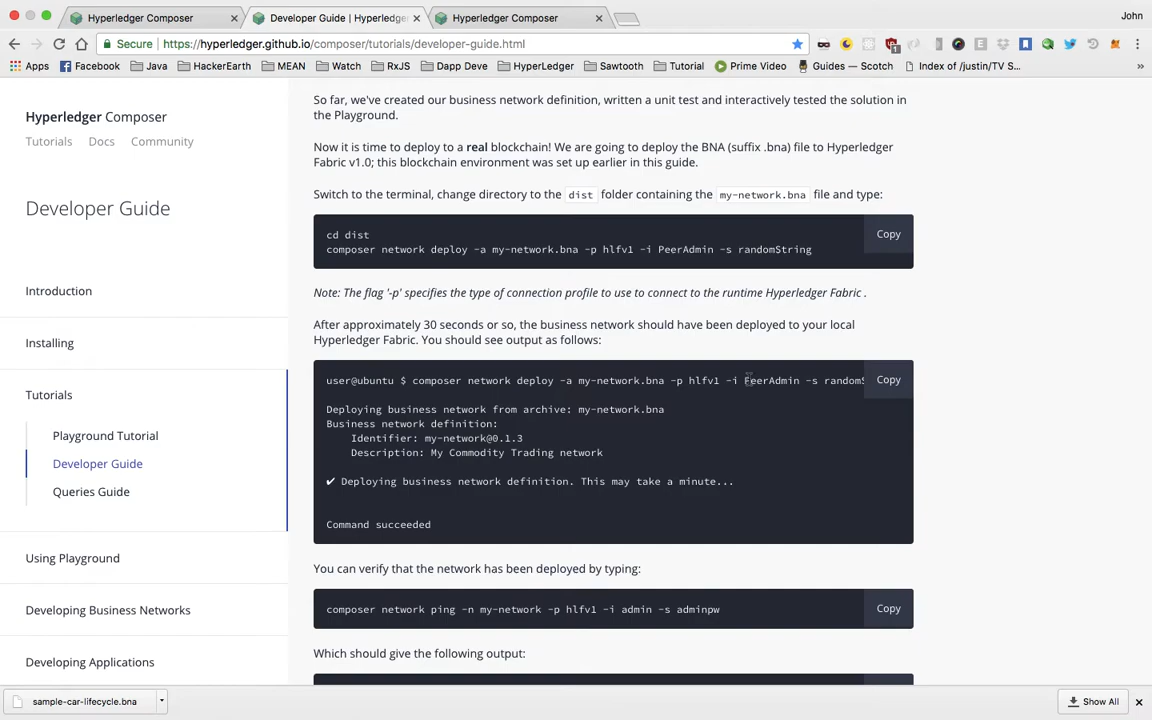 Hyperledger Composer
Developer Guide | Hyperledger
Hyperledger Composer
John
Secure
https://hyperledger.github.io/composer/tutorials/developer-guide.html
Apps
Facebook
Java
HackerEarth
MEAN
Watch
RxJS
Dapp Deve
HyperLedger
Sawtooth
Tutorial
Prime Video
Guides — Scotch
Index of /justin/TV S...
»
Hyperledger Composer
Tutorials Docs Community
Developer Guide
Introduction
Installing
Tutorials
Playground Tutorial
Developer Guide
Queries Guide
Using Playground
Developing Business Networks
Developing Applications
So far, we've created our business network definition, written a unit test and interactively tested the solution in
the Playground.
Now it is time to deploy to a real blockchain! We are going to deploy the BNA (suffix .bna) file to Hyperledger
Fabric v1.0; this blockchain environment was set up earlier in this guide.
Switch to the terminal, change directory to the dist folder containing the my-network.bna file and type:
cd dist
composer network deploy -a my-network.bna -p hlfv1 -i PeerAdmin -s randomString
Copy
Note: The flag '-p' specifies the type of connection profile to use to connect to the runtime Hyperledger Fabric .
After approximately 30 seconds or so, the business network should have been deployed to your local
Hyperledger Fabric. You should see output as follows:
user@ubuntu $ composer network deploy -a my-network.bna -p hlfv1 -i PeerAdmin -s randomS
Copy
Deploying business network from archive: my-network.bna
Business network definition:
Identifier: my-network@0.1.3
Description: My Commodity Trading network
✔ Deploying business network definition. This may take a minute...
Command succeeded
You can verify that the network has been deployed by typing:
composer network ping -n my-network -p hlfv1 -i admin -s adminpw
Copy
Which should give the following output:
sample-car-lifecycle.bna
Show All